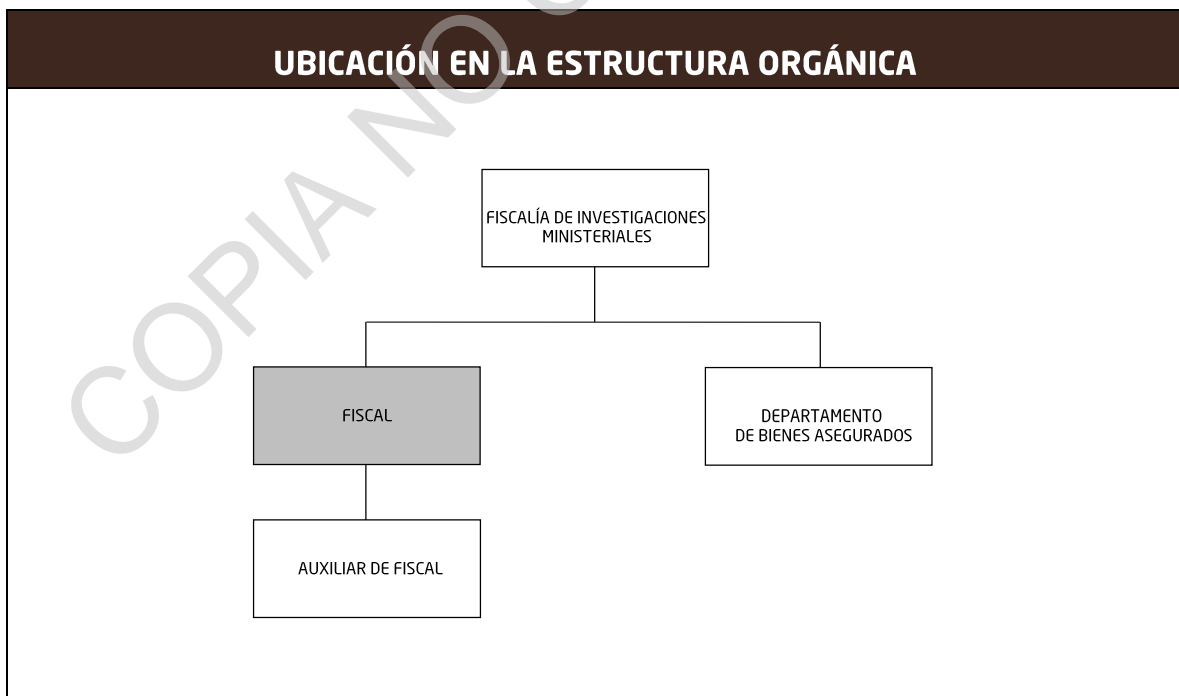 UBICACIÓN EN LA ESTRUCTURA ORGÁNICA
FISCALÍA DE INVESTIGACIONES
MINISTERIALES
FISCAL
DEPARTAMENTO
DE BIENES ASEGURADOS
AUXILIAR DE FISCAL
COPIA NO